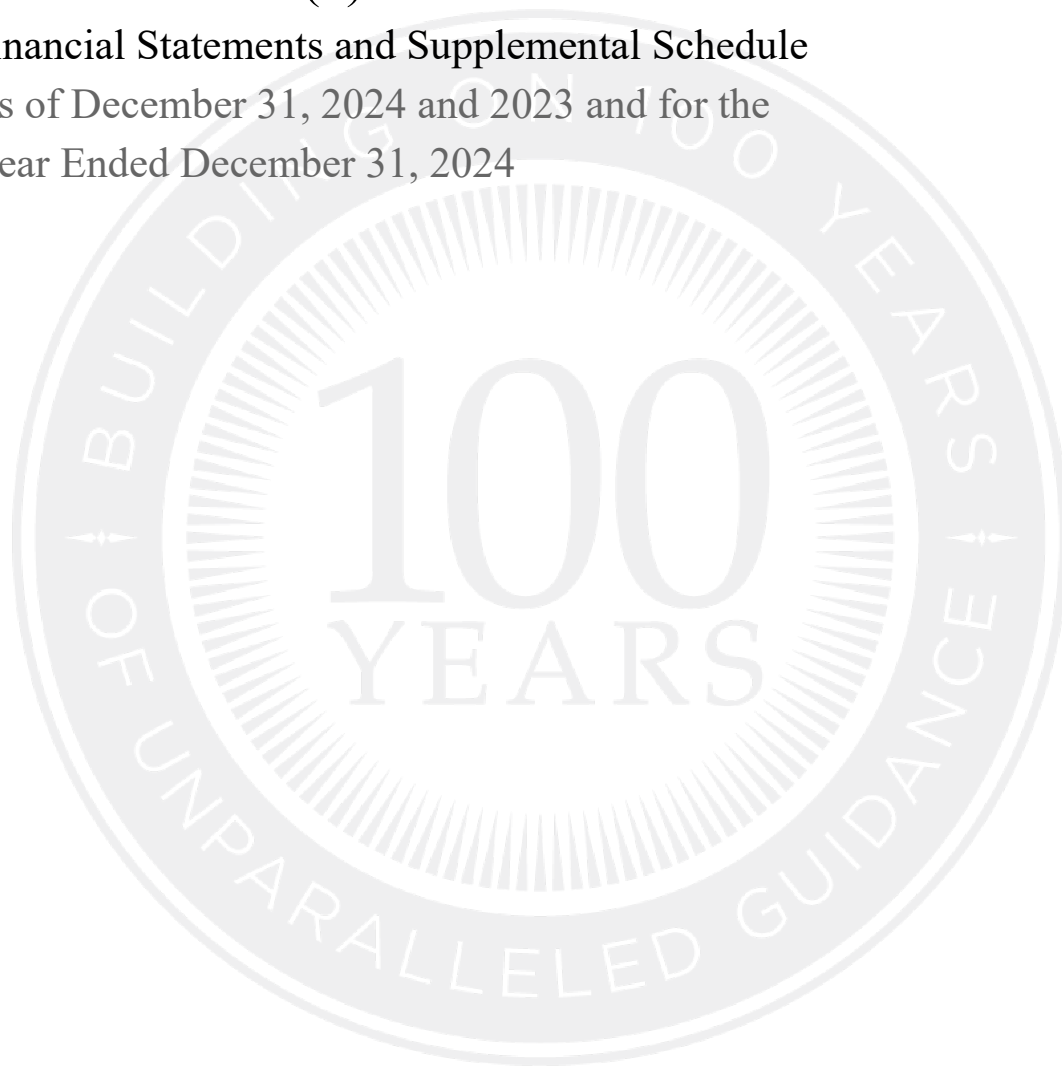 nancial Statements and Supplemental Schedule
s of December 31, 2024 and 2023 and for the
ear Ended December 31, 2024
BUILDING ON 100 YEARS
100
YEARS
OF UNPARALLELED GUIDANCE